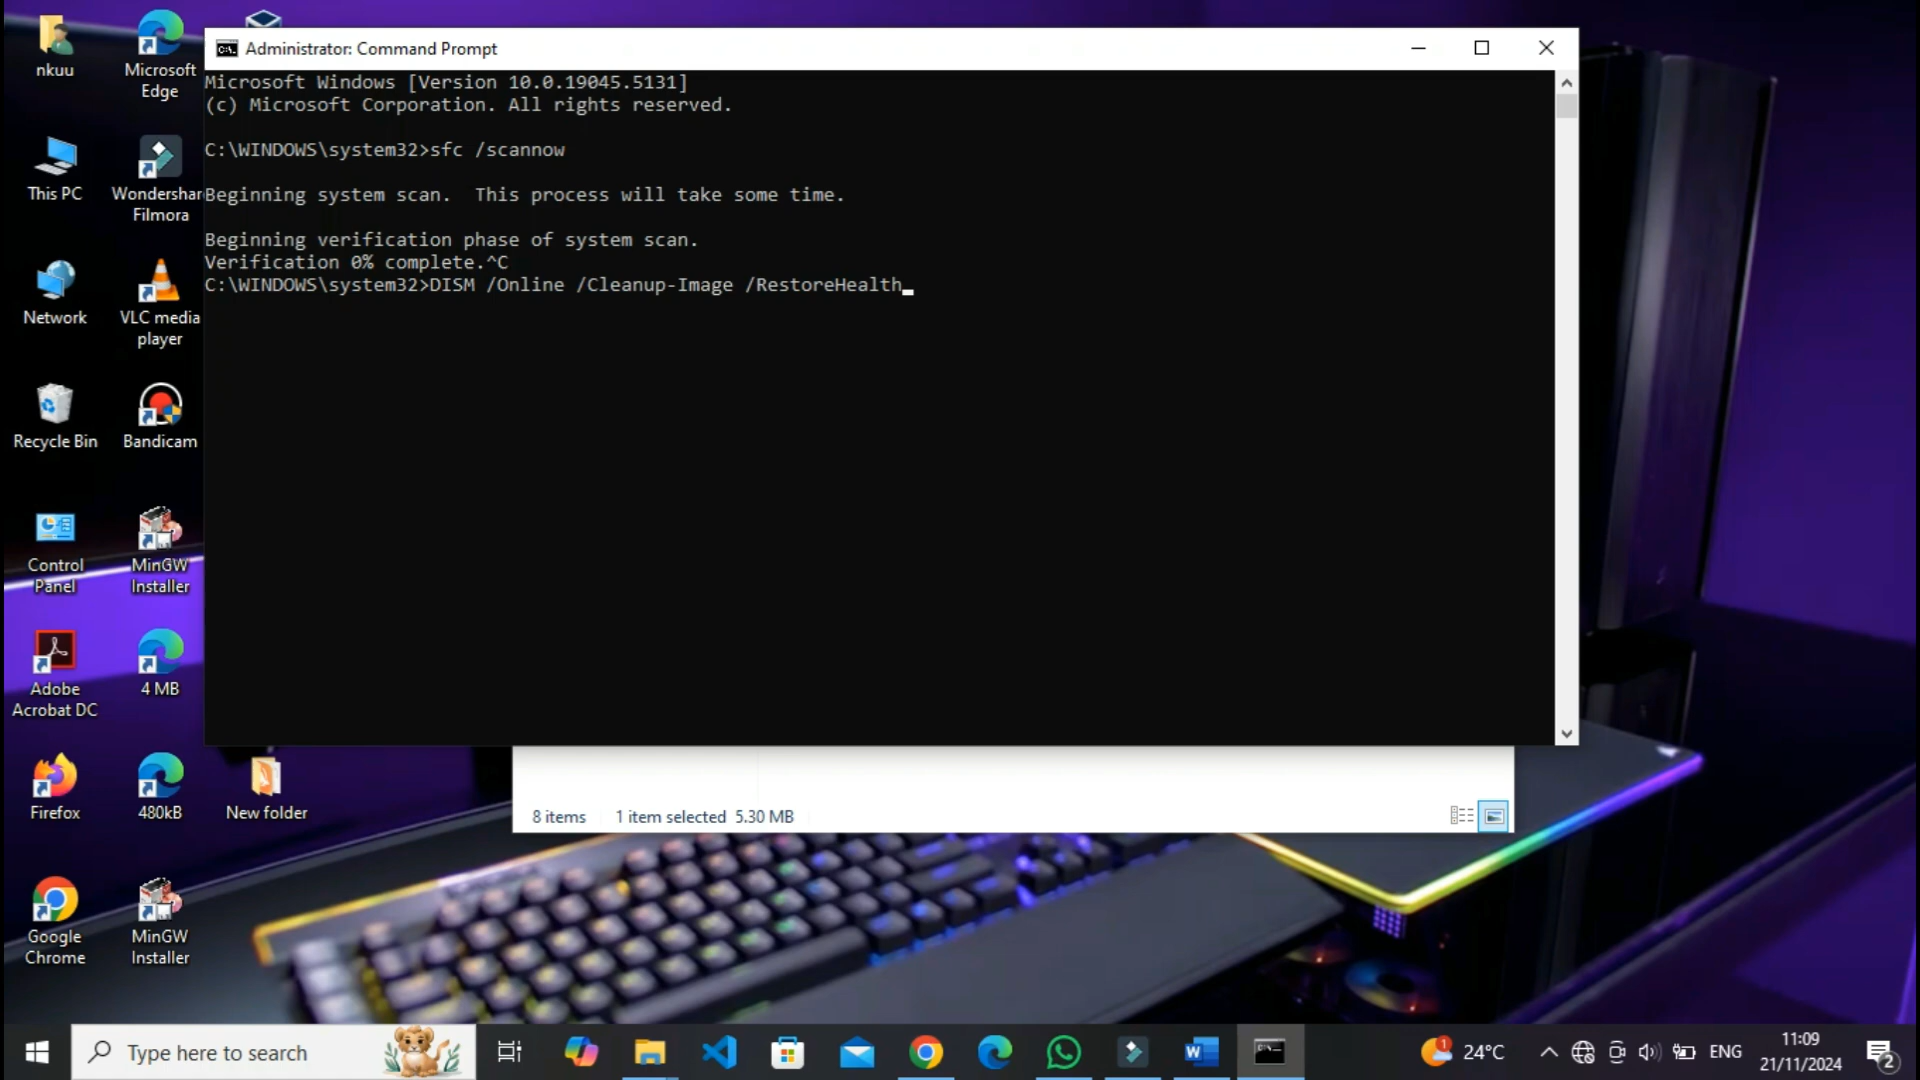 nkuu
Microsoft
Edge
This PC
Wondershar
Filmora
Network
VLC media
player
Recycle Bin
Bandicam
Control
Panel
MinGW
Installer
Adobe
Acrobat DC
4 MB
Firefox
480kB
New folder
Google
Chrome
MinGW
Installer
Administrator: Command Prompt
Microsoft Windows [Version 10.0.19045.5131]
(c) Microsoft Corporation. All rights reserved.
C:\WINDOWS\system32>sfc /scannow
Beginning system scan.  This process will take some time.
Beginning verification phase of system scan.
Verification 0% complete.^C
C:\WINDOWS\system32>DISM /Online /Cleanup-Image /RestoreHealth
8 items 1 item selected 5.30 MB
Type here to search
1
24°C
ENG
11:09
21/11/2024
2